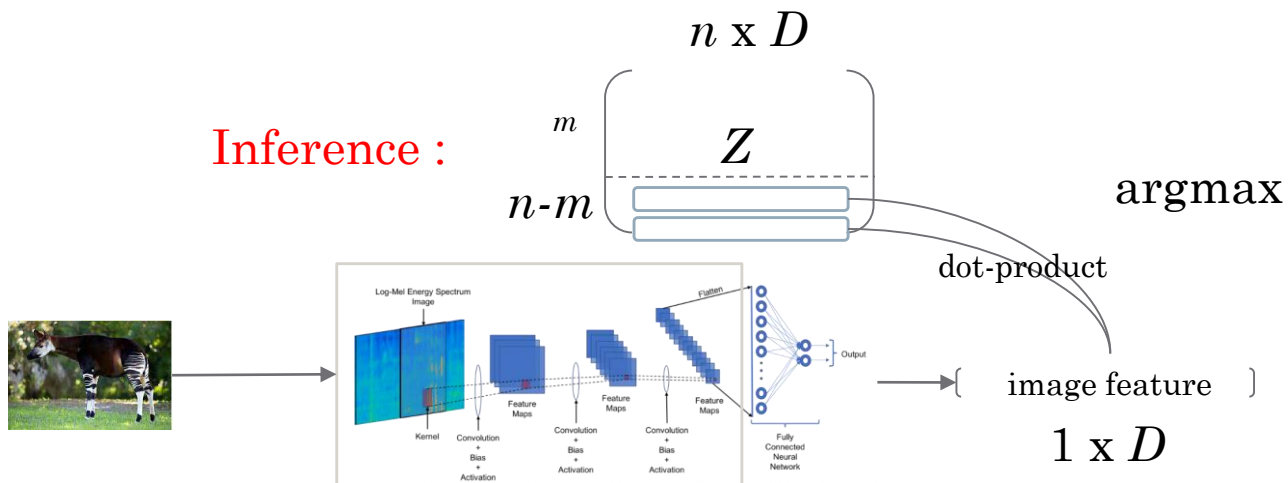 n x D
m
Inference :
Z
n-m
argmax
dot-product
Log-Mel Energy Spectrum
Image
Flatten
Output
Feature
Maps
Feature
Maps
Feature
Maps
Kernel
Convolution
+
Bias
+
Activation
Convolution
+
Bias
+
Activation
Convolution
+
Bias
+
Activation
Fully
Connected
Neural
Network
[ image feature ]
1 x D